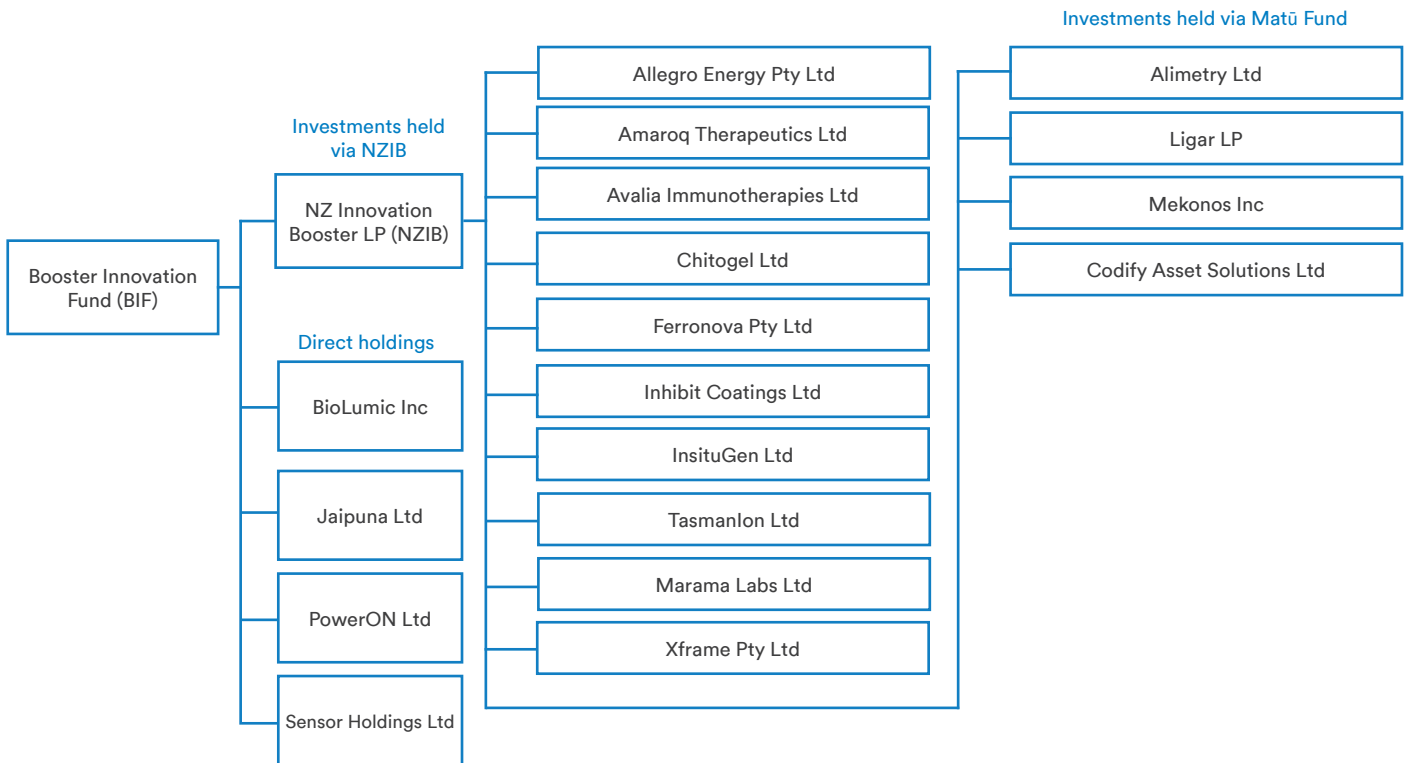 Investments held via Matū Fund
Investments held
via NZIB
NZ Innovation
Booster LP (NZIB)
Booster Innovation
Fund (BIF)
Direct holdings
BioLumic Inc
Jaipuna Ltd
PowerON Ltd
Sensor Holdings Ltd
Allegro Energy Pty Ltd
Amaroq Therapeutics Ltd
Avalia Immunotherapies Ltd
Chitogel Ltd
Ferronova Pty Ltd
Inhibit Coatings Ltd
InsituGen Ltd
TasmanIon Ltd
Marama Labs Ltd
Xframe Pty Ltd
Alimetry Ltd
Ligar LP
Mekonos Inc
Codify Asset Solutions Ltd